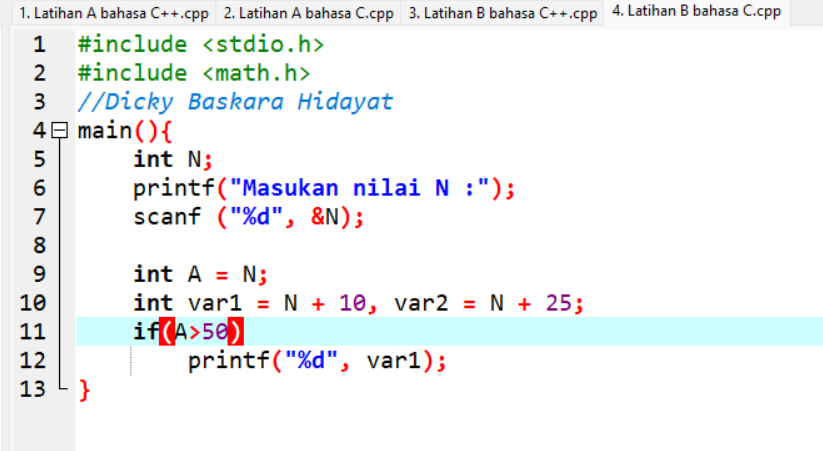 1. Latihan A bahasa C++.cpp 2. Latihan A bahasa C.cpp 3. Latihan B bahasa C++.cpp 4. Latihan B bahasa C.cpp
1 #include <stdio.h>
2 #include <math.h>
3 //Dicky Baskara Hidayat
4 main(){
5 int N;
6 printf("Masukan nilai N :");
7 scanf ("%d", &N);
8
9 int A = N;
10 int var1 = N + 10, var2 = N + 25;
11 if(A>50)
12 printf("%d", var1);
13 }